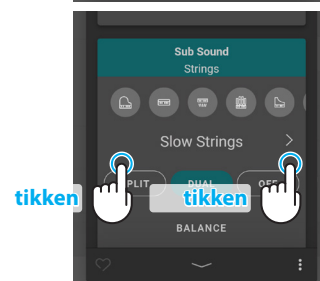 Sub Sound
Strings
Slow Strings
SPLIT DUAL OFF
tikken tikken
BALANCE